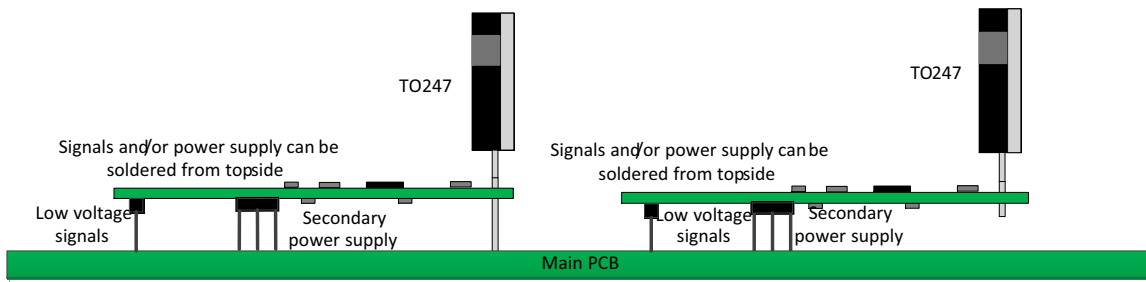 TO247
Signals and/or power supply can be
soldered from topside
Low voltage
signals
Secondary
power supply
TO247
Signals and/or power supply can be
soldered from topside
Low voltage
signals
Secondary
power supply
Main PCB